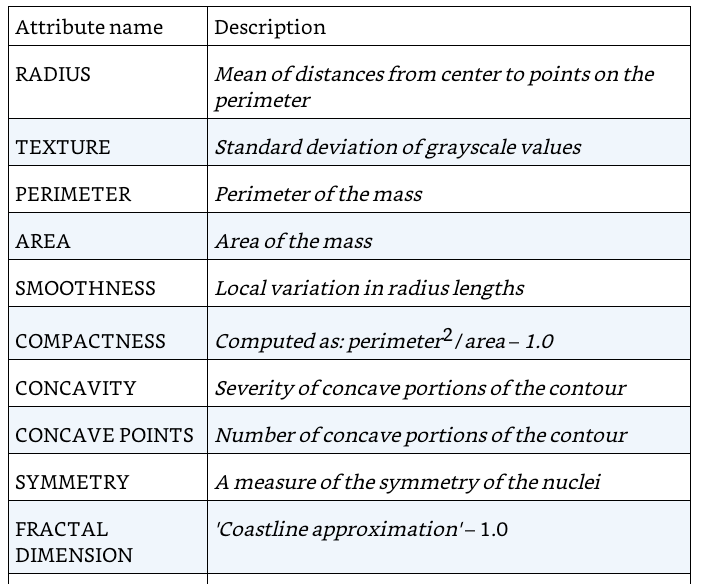 Attribute name Description
RADIUS Mean of distances from center to points on the
perimeter
TEXTURE Standard deviation of grayscale values
PERIMETER Perimeter of the mass
AREA Area of the mass
SMOOTHNESS Local variation in radius lengths
COMPACTNESS Computed as: perimeter² / area – 1.0
CONCAVITY Severity of concave portions of the contour
CONCAVE POINTS Number of concave portions of the contour
SYMMETRY A measure of the symmetry of the nuclei
FRACTAL 'Coastline approximation' – 1.0
DIMENSION